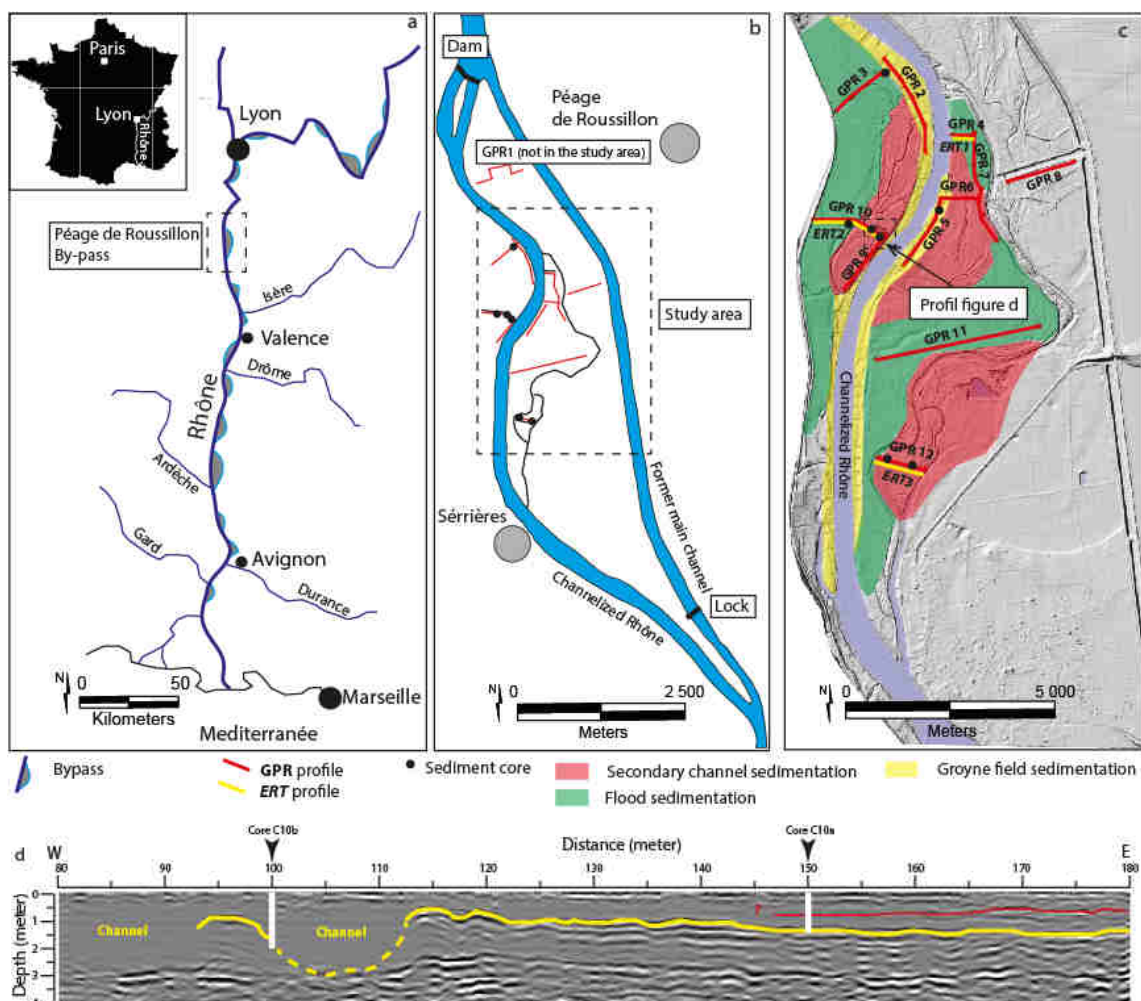 a
Paris
Lyon
Rhône
Lyon
Péage de Roussillon
By-pass
Isère
Valence
Drôme
Rhône
Ardèche
Avignon
Gard
Durance
N
0 50
Kilometers
Marseille
Mediterranée
b
Dam
Péage
de Roussillon
GPR1 (not in the study area)
Study area
Former main channel
Sérrières
Lock
Channelized Rhône
N
0 2 500
Meters
c
GPR 3
GPR 2
GPR 4
ERT1
GPR 7
GPR 8
GPR6
GPR 10
ERT2
GPR 5
GPR 9
Profil figure d
GPR 11
Channelized Rhône
GPR 12
ERT3
N
0 5 000
Meters
Bypass
GPR profile
ERT profile
Sediment core
Secondary channel sedimentation
Flood sedimentation
Groyne field sedimentation
d
W
Core C10b
Distance (meter)
Core C10a
E
80 90 100 110 120 130 140 150 160 170 180
Depth (meter)
0
1
2
3
Channel
Channel
?